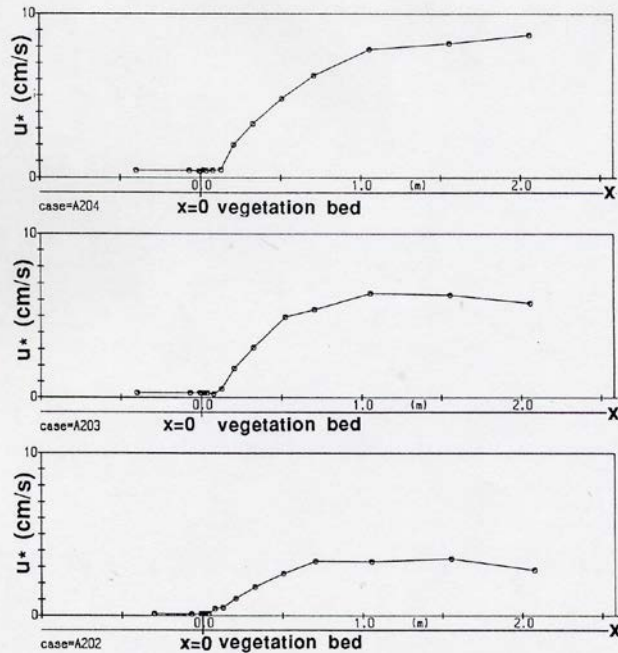 10
u* (cm/s)
0
0.0 1.0 (m) 2.0 X
case=A204 x=0 vegetation bed
10
u* (cm/s)
0
0.0 1.0 (m) 2.0 X
case=A203 x=0 vegetation bed
10
u* (cm/s)
0
0.0 1.0 (m) 2.0 X
case=A202 x=0 vegetation bed